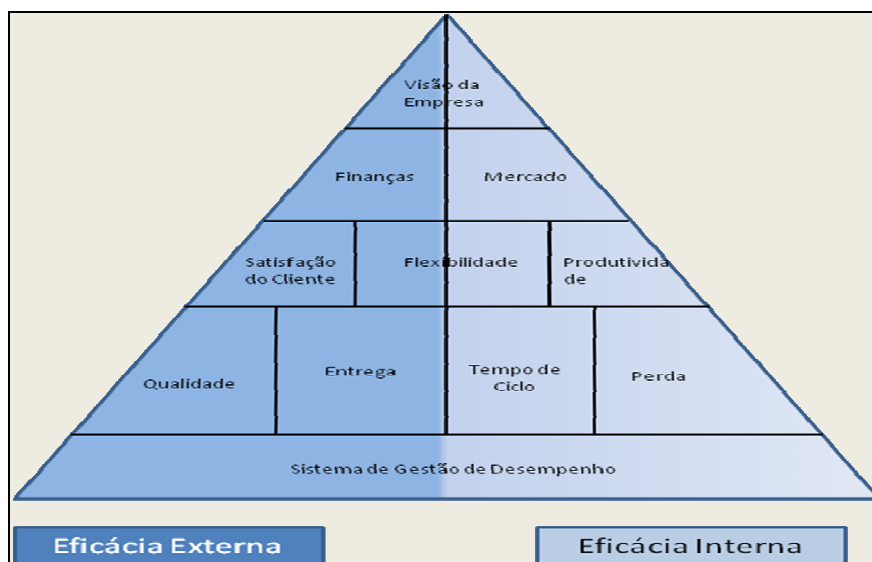 Visão da
Empresa
Finanças
Mercado
Satisfação
do Cliente
Flexibilidade
Produtivida
de
Qualidade
Entrega
Tempo de
Ciclo
Perda
Sistema de Gestão de Desempenho
Eficácia Externa
Eficácia Interna